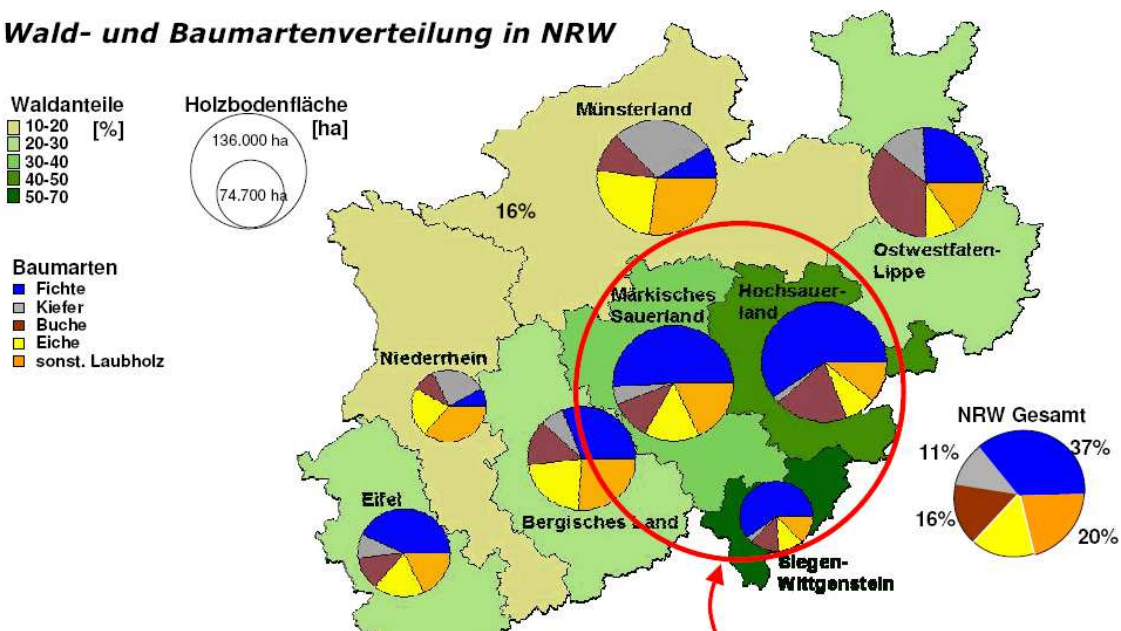 Wald- und Baumartenverteilung in NRW
Waldanteile
[%]
10-20
20-30
30-40
40-50
50-70
Holzbodenfläche
[ha]
136.000 ha
74.700 ha
Baumarten
Fichte
Kiefer
Buche
Eiche
sonst. Laubholz
Münsterland
16%
Ostwestfalen-
Lippe
Märkisches
Sauerland
Hochsauer-
land
Niederrhein
Bergisches Land
Eifel
Siegen-
Wittgenstein
NRW Gesamt
11%
37%
16%
20%